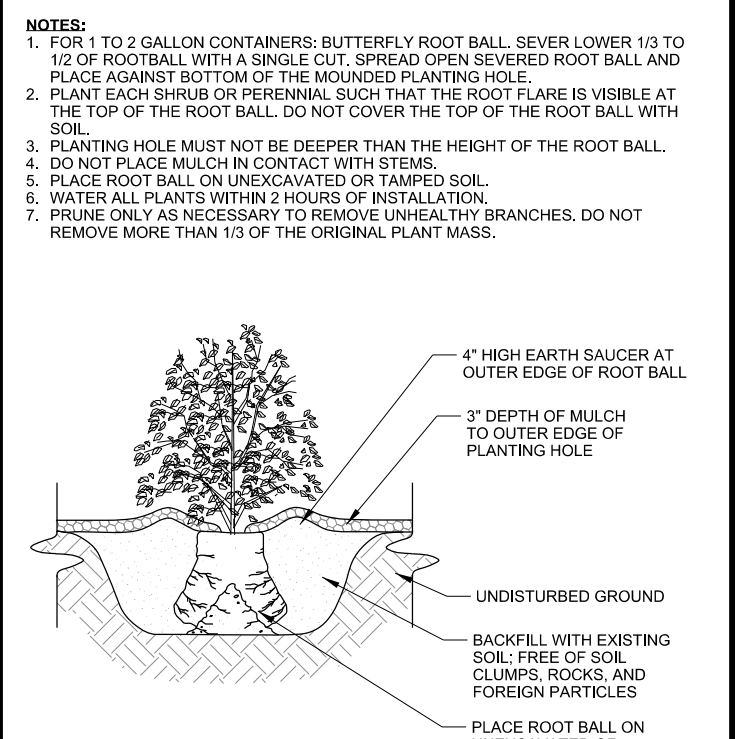 NOTES:
1. FOR 1 TO 2 GALLON CONTAINERS: BUTTERFLY ROOT BALL. SEVER LOWER 1/3 TO
1/2 OF ROOTBALL WITH A SINGLE CUT. SPREAD OPEN SEVERED ROOT BALL AND
PLACE AGAINST BOTTOM OF THE MOUNDED PLANTING HOLE.
2. PLANT EACH SHRUB OR PERENNIAL SUCH THAT THE ROOT FLARE IS VISIBLE AT
THE TOP OF THE ROOT BALL. DO NOT COVER THE TOP OF THE ROOT BALL WITH
SOIL.
3. PLANTING HOLE MUST NOT BE DEEPER THAN THE HEIGHT OF THE ROOT BALL.
4. DO NOT PLACE MULCH IN CONTACT WITH STEMS.
5. PLACE ROOT BALL ON UNEXCAVATED OR TAMPED SOIL.
6. WATER ALL PLANTS WITHIN 2 HOURS OF INSTALLATION.
7. PRUNE ONLY AS NECESSARY TO REMOVE UNHEALTHY BRANCHES. DO NOT
REMOVE MORE THAN 1/3 OF THE ORIGINAL PLANT MASS.
4" HIGH EARTH SAUCER AT
OUTER EDGE OF ROOT BALL
3" DEPTH OF MULCH
TO OUTER EDGE OF
PLANTING HOLE
UNDISTURBED GROUND
BACKFILL WITH EXISTING
SOIL; FREE OF SOIL
CLUMPS, ROCKS, AND
FOREIGN PARTICLES
PLACE ROOT BALL ON